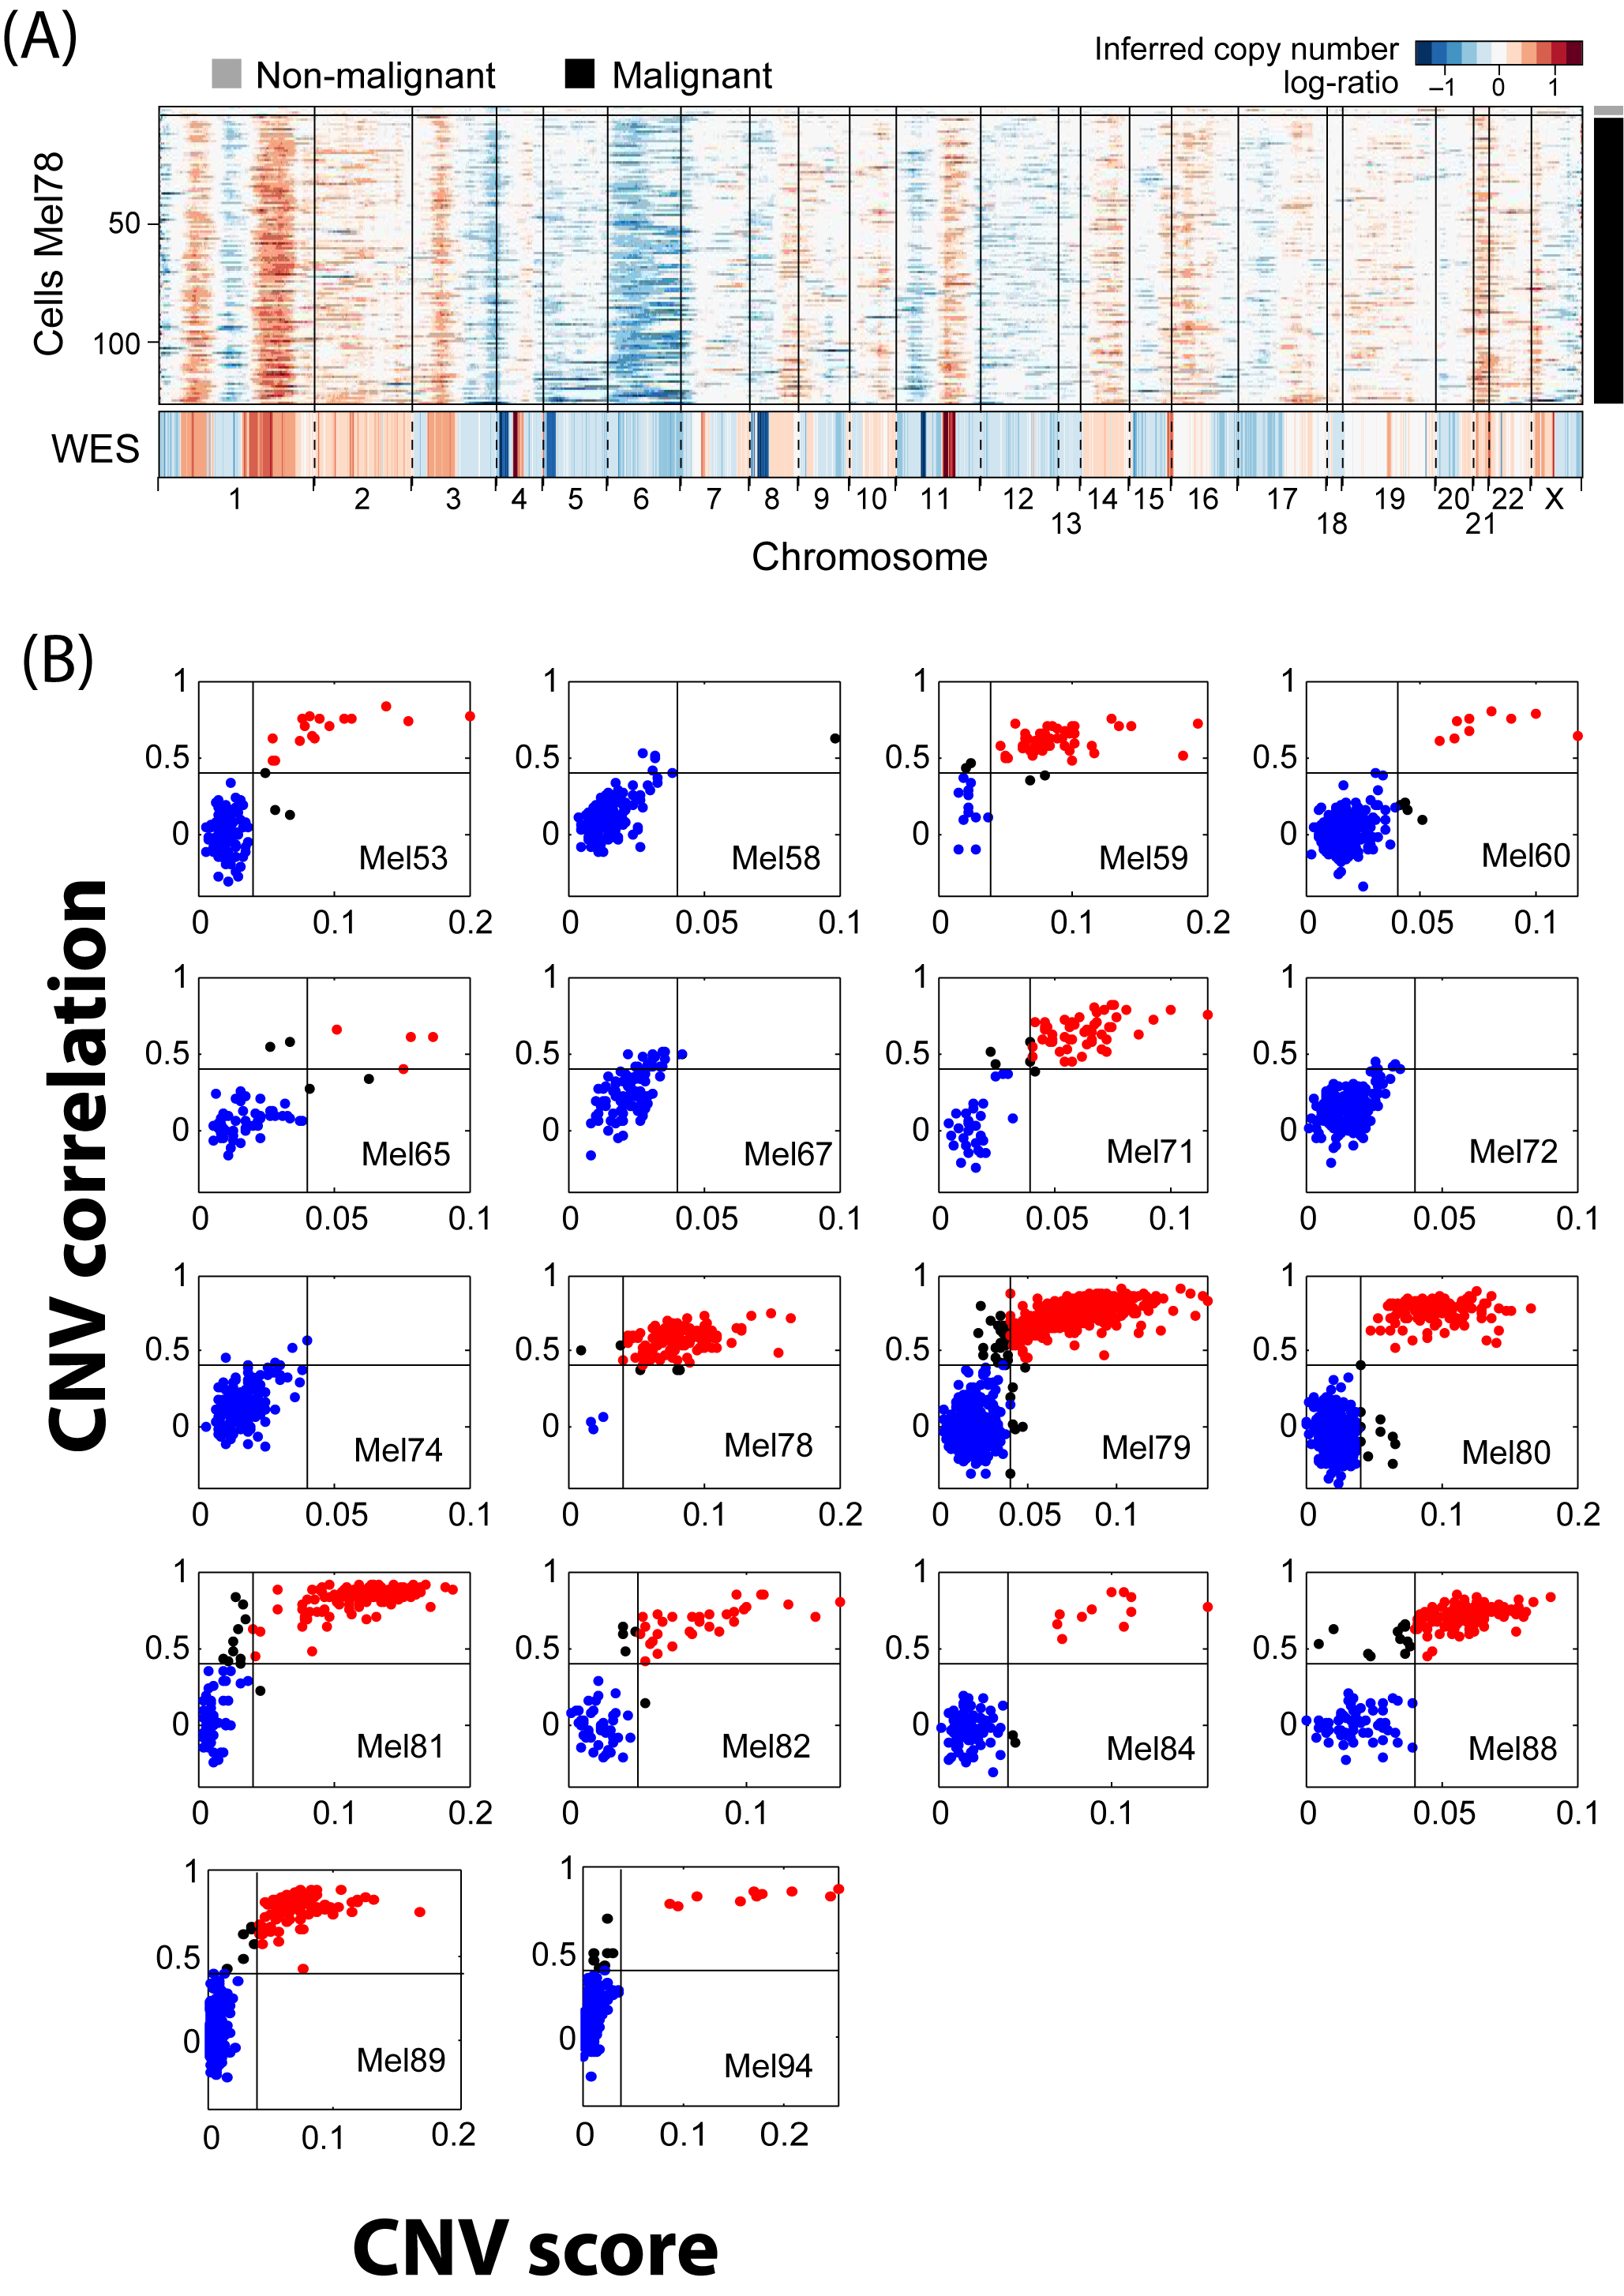 (A)
Non-malignant
Malignant
Inferred copy number
log-ratio
−1 0 1
Cells Mel78
50
100
WES
1 2 3 4 5 6 7 8 9 10 11 12 13 14 15 16 17 18 19 20 21 22 X
Chromosome
(B)
CNV correlation
1 0.5 0
Mel53
0 0.1 0.2
1 0.5 0
Mel58
0 0.05 0.1
1 0.5 0
Mel59
0 0.1 0.2
1 0.5 0
Mel60
0 0.05 0.1
1 0.5 0
Mel65
0 0.05 0.1
1 0.5 0
Mel67
0 0.05 0.1
1 0.5 0
Mel71
0 0.05 0.1
1 0.5 0
Mel72
0 0.05 0.1
1 0.5 0
Mel74
0 0.05 0.1
1 0.5 0
Mel78
0 0.1 0.2
1 0.5 0
Mel79
0 0.05 0.1
1 0.5 0
Mel80
0 0.1 0.2
1 0.5 0
Mel81
0 0.1 0.2
1 0.5 0
Mel82
0 0.1
1 0.5 0
Mel84
0 0.1
1 0.5 0
Mel88
0 0.05 0.1
1 0.5 0
Mel89
0 0.1 0.2
1 0.5 0
Mel94
0 0.1 0.2
CNV score